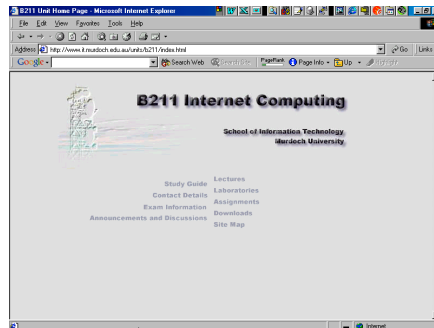 B211 Unit Home Page - Microsoft Internet Explorer
File Edit View Favorites Tools Help
Address http://www.it.murdoch.edu.au/units/b211/index.html Go Links
Google Search Web Search Site PageRank Page Info Up Highlight
B211 Internet Computing
School of Information Technology
Murdoch University
Study Guide
Contact Details
Exam Information
Announcements and Discussions
Lectures
Laboratories
Assignments
Downloads
Site Map
Internet